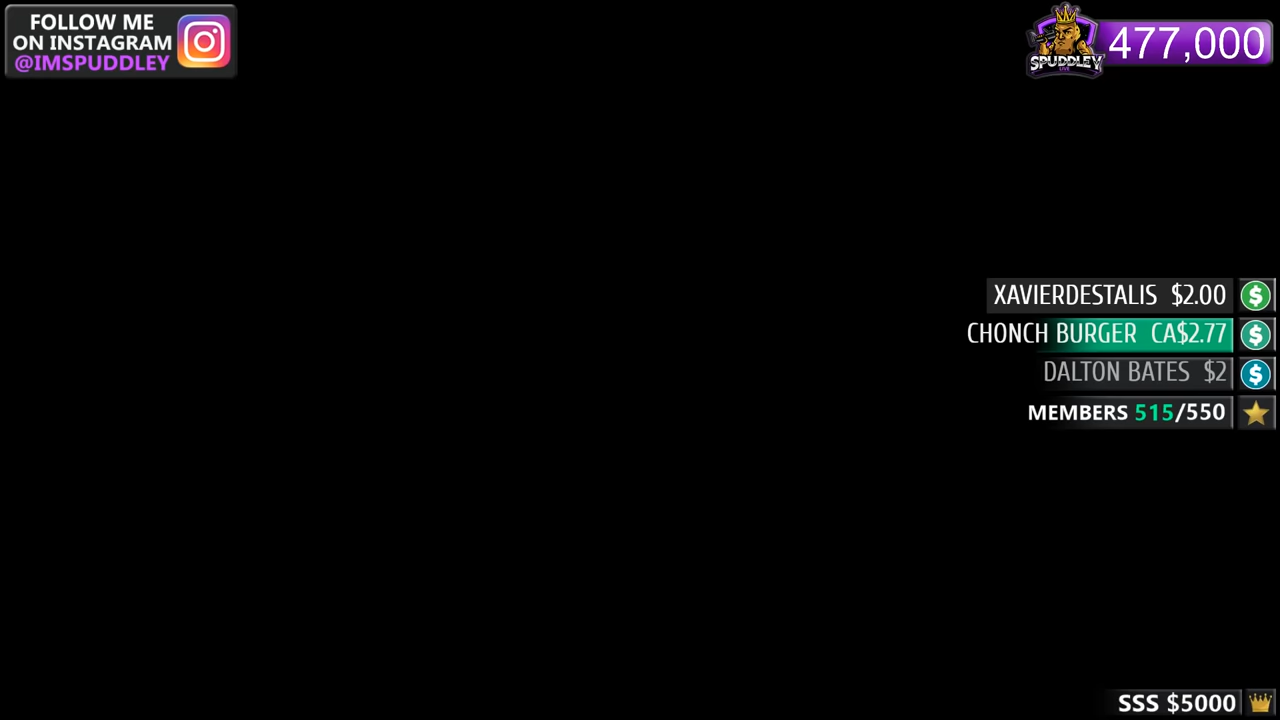 FOLLOW ME
ON INSTAGRAM
@IMSPUDDLEY
SPUDDLEY
LIVE
477,000
XAVIERDESTALIS $2.00
CHONCH BURGER CA$2.77
DALTON BATES $2
MEMBERS 515/550
SSS $5000